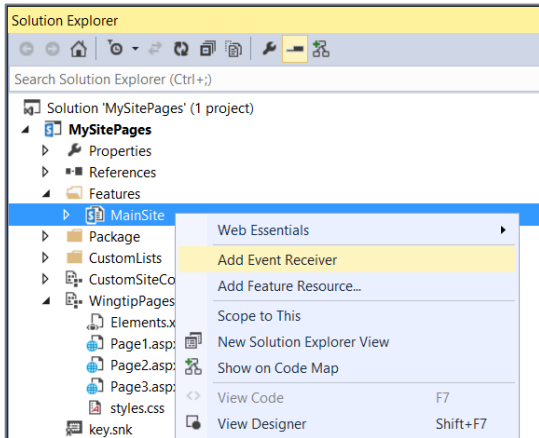 Solution Explorer
Search Solution Explorer (Ctrl+;)
Solution 'MySitePages' (1 project)
MySitePages
Properties
References
Features
MainSite
Package
CustomLists
CustomSiteCo
WingtipPages
Elements.x
Page1.asp
Page2.asp
Page3.asp
styles.css
key.snk
Web Essentials
Add Event Receiver
Add Feature Resource...
Scope to This
New Solution Explorer View
Show on Code Map
View Code F7
View Designer Shift+F7